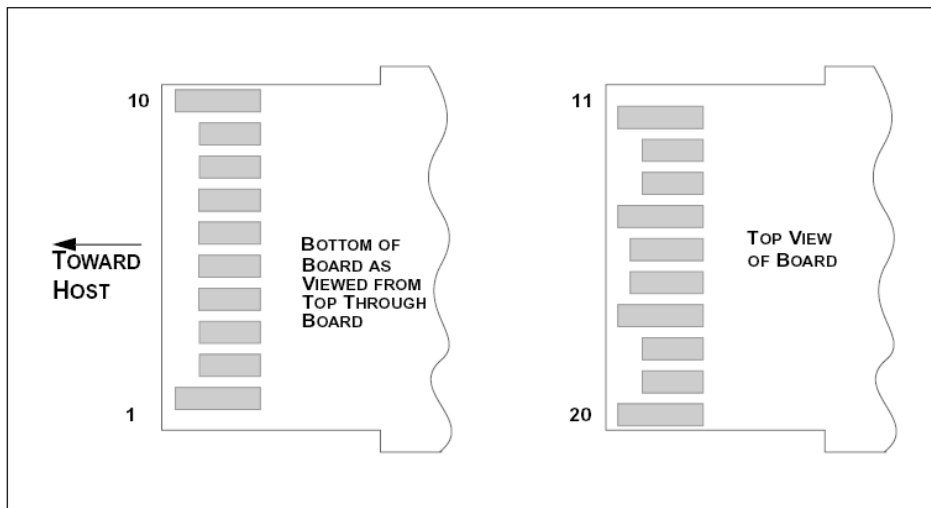 10
TOWARD
HOST
1
BOTTOM OF
BOARD AS
VIEWED FROM
TOP THROUGH
BOARD
11
TOP VIEW
OF BOARD
20